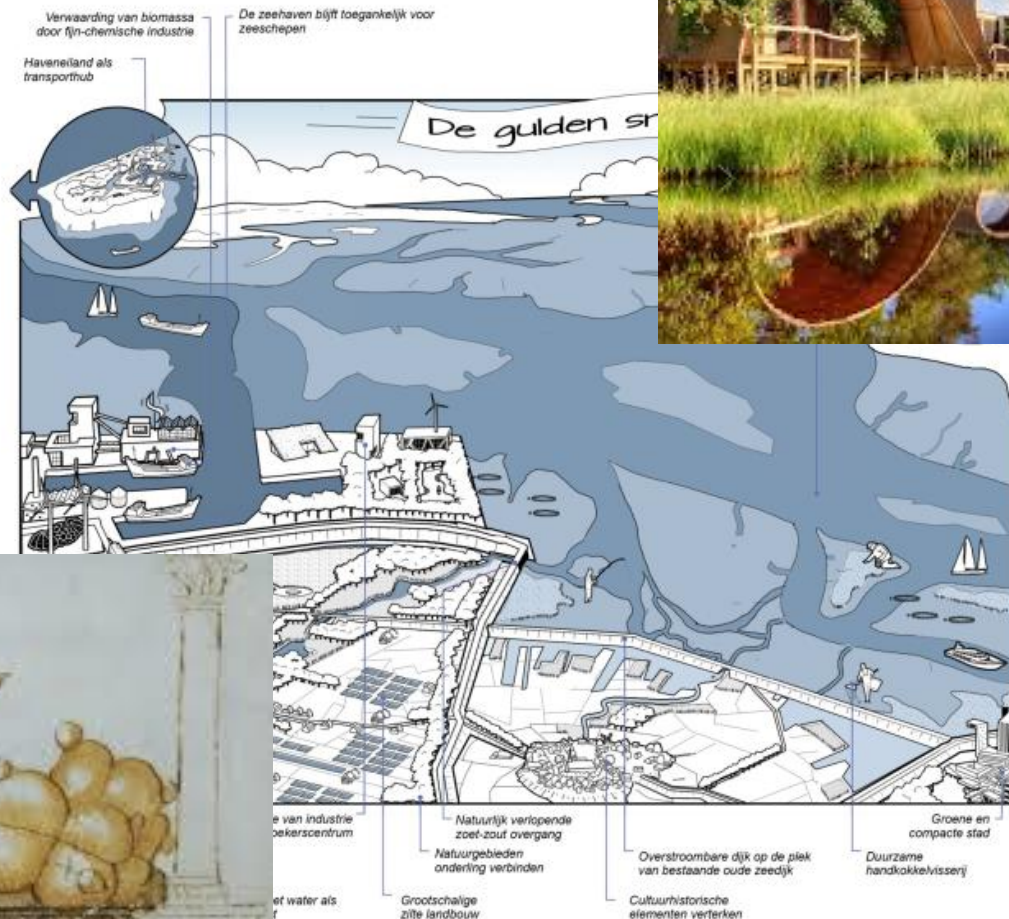 Verwaarding van biomassa
door fijn-chemische industrie
De zeehaven blijft toegankelijk voor
zeeschepen
Haveneiland als
transporthub
De gulden
e van industrie
oekerscentrum
Natuurlijk verlopende
zoet-zout overgang
Natuurgebieden
onderling verbinden
Overstroombare dijk op de plek
van bestaande oude zeedijk
Duurzame
handkokkelvisserij
Groene en
compacte stad
et water als
Grootschalige
zilte landbouw
Cultuurhistorische
elementen verterken